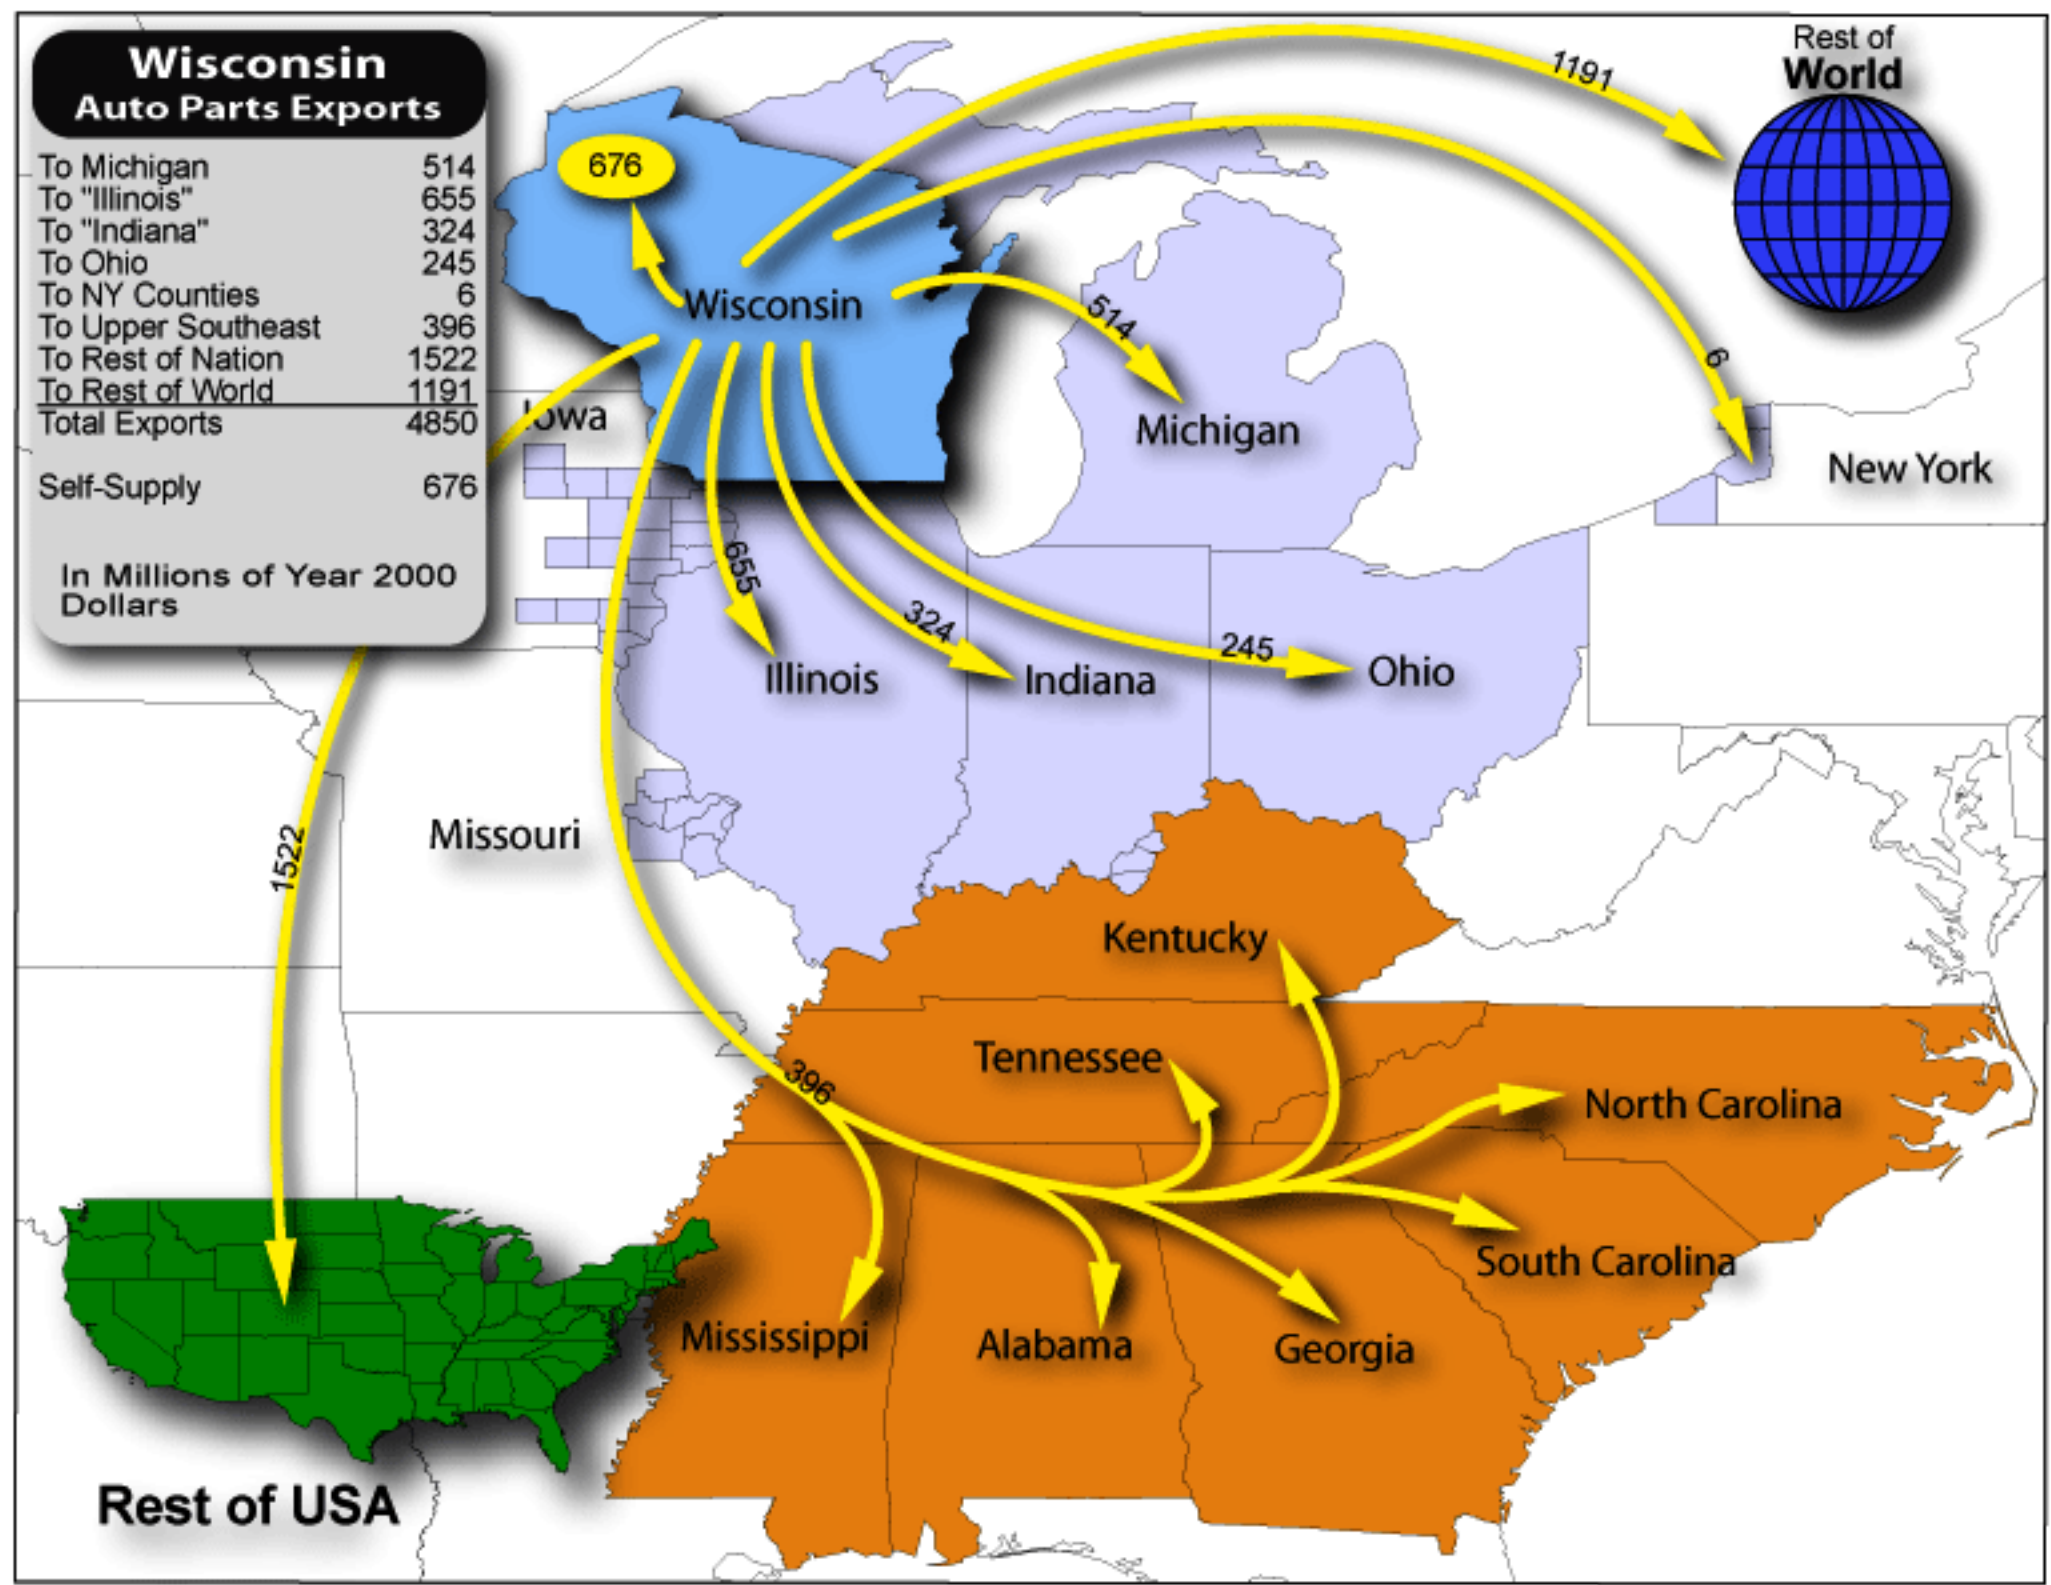 Wisconsin
Auto Parts Exports
To Michigan 514
To "Illinois" 655
To "Indiana" 324
To Ohio 245
To NY Counties 6
To Upper Southeast 396
To Rest of Nation 1522
To Rest of World 1191
Total Exports 4850
Self-Supply 676
In Millions of Year 2000
Dollars
Rest of
World
1191
676
Wisconsin
514
6
Iowa
Michigan
New York
655
324
245
Illinois
Indiana
Ohio
Missouri
1522
Kentucky
Tennessee
396
North Carolina
South Carolina
Mississippi
Alabama
Georgia
Rest of USA